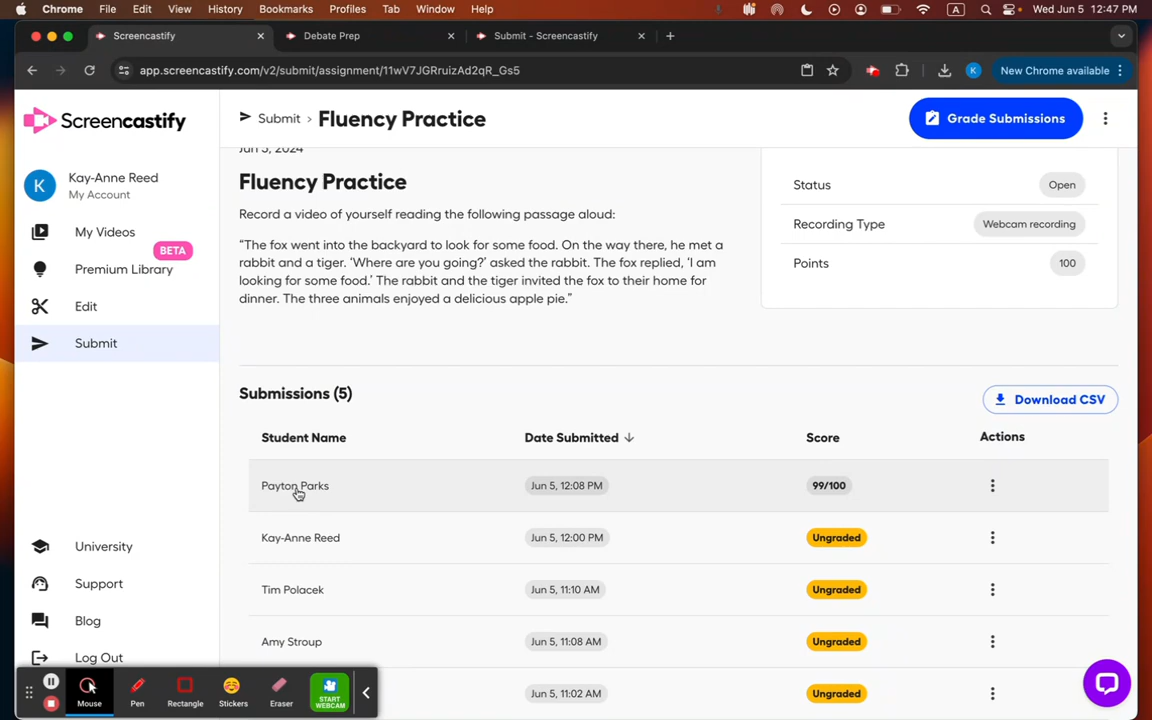 Chrome File Edit View History Bookmarks Profiles Tab Window Help A Wed Jun 5 12:47 PM
Screencastify Debate Prep Submit - Screencastify
app.screencastify.com/v2/submit/assignment/11wV7JGRruizAd2qR_Gs5 K New Chrome available
Screencastify
Submit › Fluency Practice
Grade Submissions
K
Kay-Anne Reed
My Account
My Videos
BETA
Premium Library
Edit
Submit
University
Support
Blog
Log Out
Jun 5, 2024
Fluency Practice
Record a video of yourself reading the following passage aloud:
“The fox went into the backyard to look for some food. On the way there, he met a
rabbit and a tiger. ‘Where are you going?’ asked the rabbit. The fox replied, ‘I am
looking for some food.’ The rabbit and the tiger invited the fox to their home for
dinner. The three animals enjoyed a delicious apple pie.”
Status Open
Recording Type Webcam recording
Points 100
Submissions (5)
Download CSV
Student Name Date Submitted Score Actions
Payton Parks Jun 5, 12:08 PM 99/100
Kay-Anne Reed Jun 5, 12:00 PM Ungraded
Tim Polacek Jun 5, 11:10 AM Ungraded
Amy Stroup Jun 5, 11:08 AM Ungraded
Jun 5, 11:02 AM Ungraded
Mouse Pen Rectangle Stickers Eraser START WEBCAM